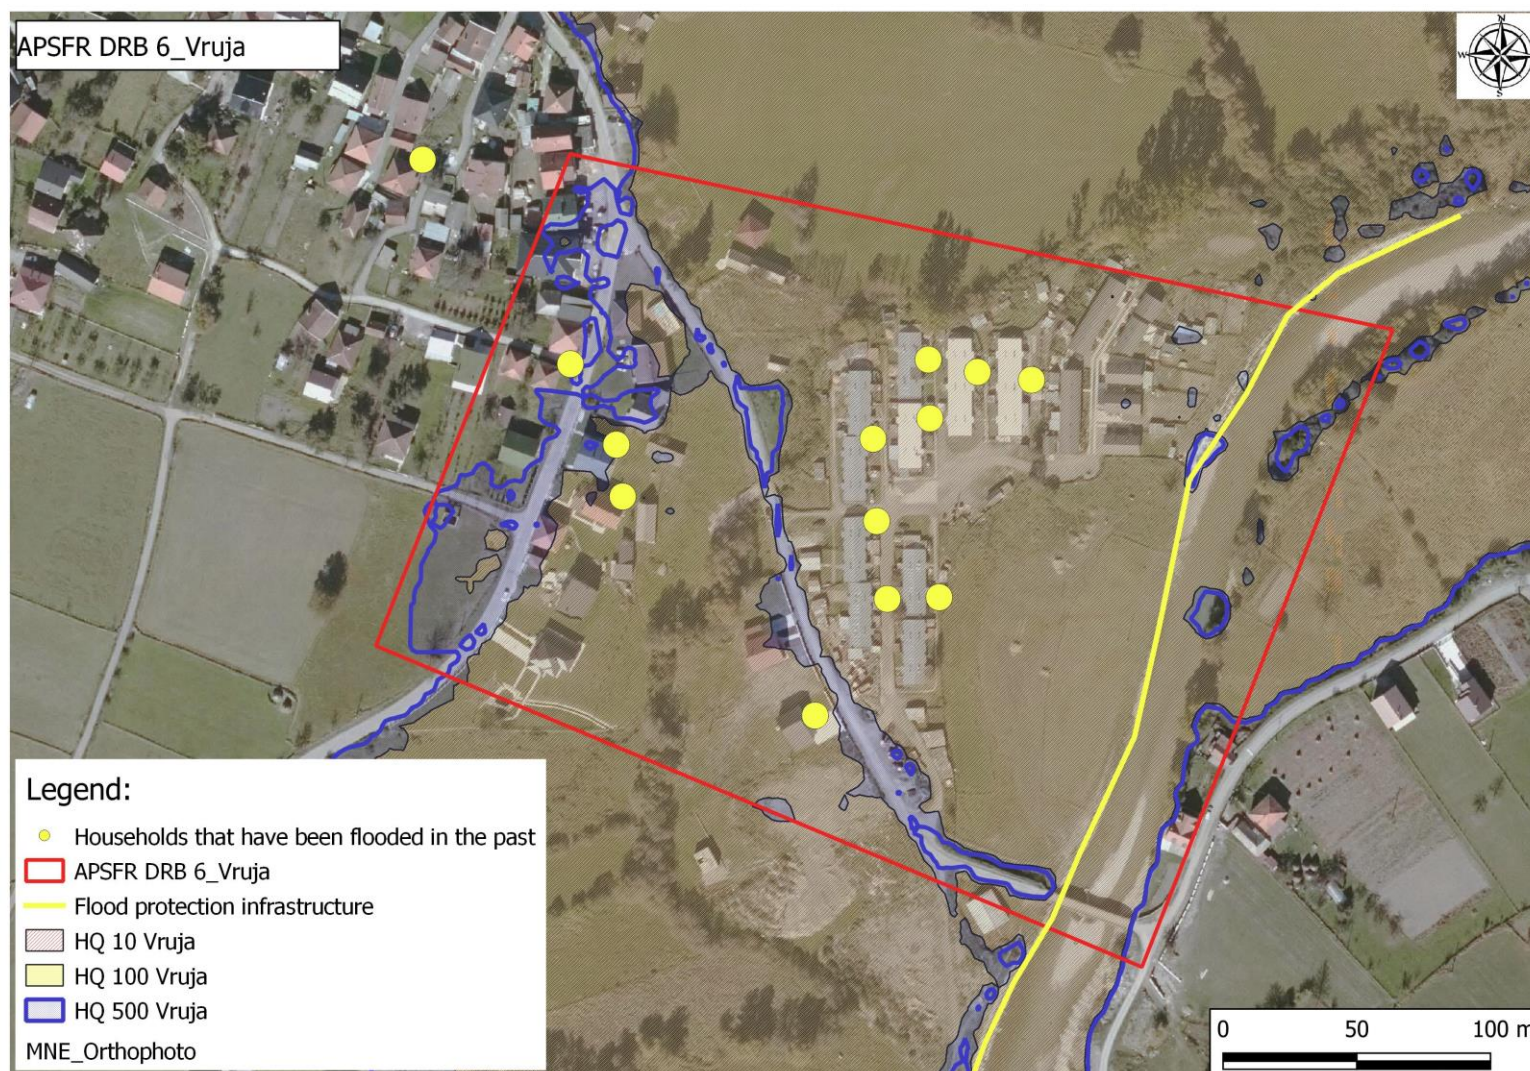 APSFR DRB 6_Vruja
N
W
E
S
Legend:
Households that have been flooded in the past
APSFR DRB 6_Vruja
Flood protection infrastructure
HQ 10 Vruja
HQ 100 Vruja
HQ 500 Vruja
MNE_Orthophoto
0 50 100 m